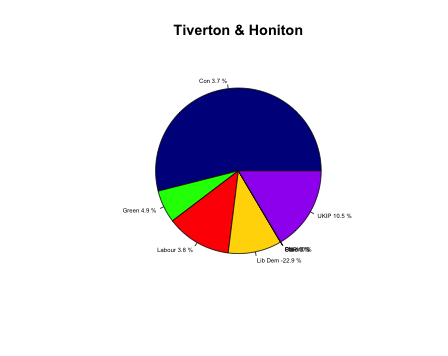 Tiverton & Honiton
Con 3.7 %
Green 4.9 %
UKIP 10.5 %
Labour 3.8 %
Lib Dem -22.9 %